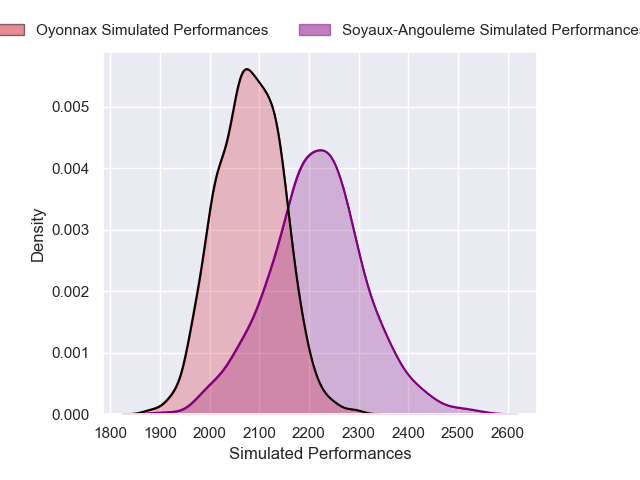 Oyonnax Simulated Performances
Soyaux-Angouleme Simulated Performances
0.005
0.004
0.003
0.002
0.001
0.000
Density
1800 1900 2000 2100 2200 2300 2400 2500 2600
Simulated Performances